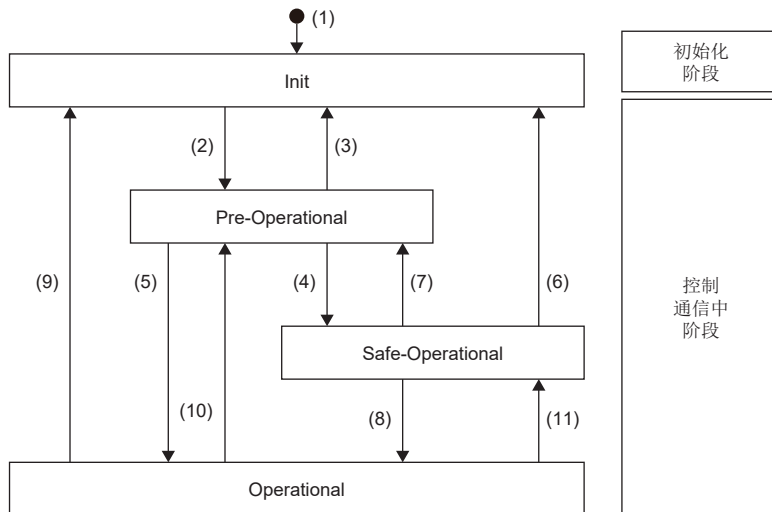 (1)
Init
初始化
阶段
(2)
(3)
Pre-Operational
(9)
(5)
(4)
(7)
(6)
控制
通信中
阶段
Safe-Operational
(10)
(8)
(11)
Operational